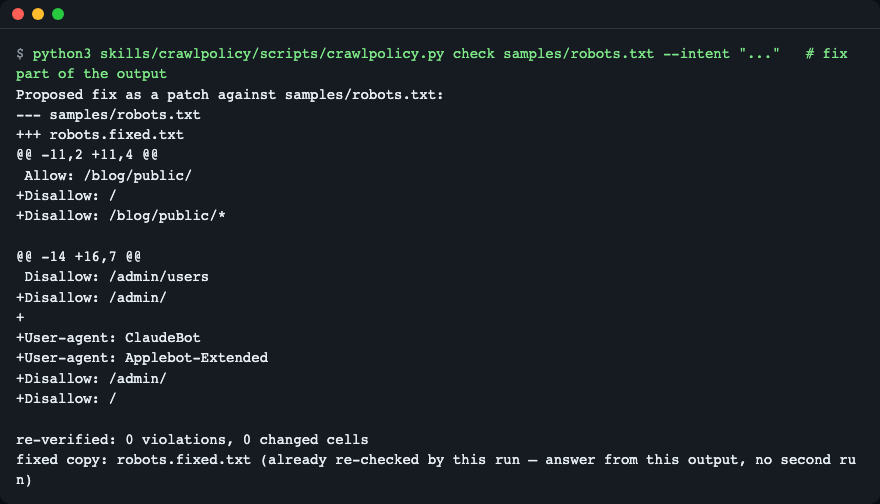 $ python3 skills/crawlpolicy/scripts/crawlpolicy.py check samples/robots.txt --intent "..."   # fix
part of the output
Proposed fix as a patch against samples/robots.txt:
--- samples/robots.txt
+++ robots.fixed.txt
@@ -11,2 +11,4 @@
 Allow: /blog/public/
+Disallow: /
+Disallow: /blog/public/*

@@ -14 +16,7 @@
 Disallow: /admin/users
+Disallow: /admin/
+
+User-agent: ClaudeBot
+User-agent: Applebot-Extended
+Disallow: /admin/
+Disallow: /

re-verified: 0 violations, 0 changed cells
fixed copy: robots.fixed.txt (already re-checked by this run — answer from this output, no second ru
n)